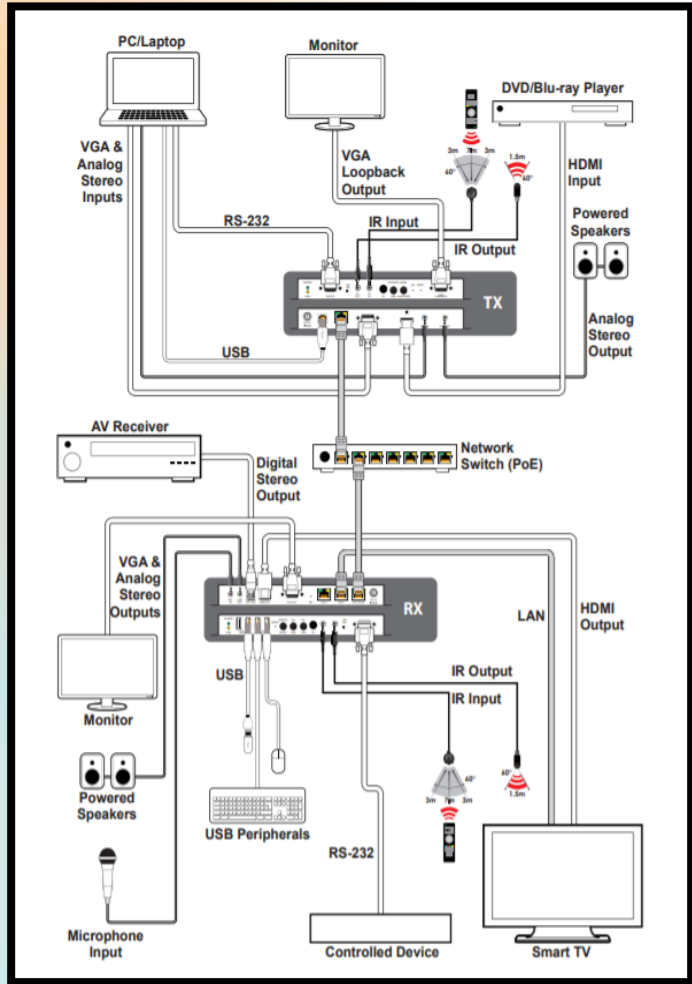 PC/Laptop
Monitor
DVD/Blu-ray Player
VGA &
Analog
Stereo
Inputs
VGA
Loopback
Output
3m 7m 3m
60°
1.5m
60°
HDMI
Input
RS-232
IR Input
IR Output
Powered
Speakers
TX
USB
Analog
Stereo
Output
AV Receiver
Digital
Stereo
Output
Network
Switch (PoE)
VGA &
Analog
Stereo
Outputs
RX
LAN
HDMI
Output
USB
IR Output
IR Input
Monitor
60°
3m 7m 3m
60°
1.5m
Powered
Speakers
USB Peripherals
RS-232
Microphone
Input
Controlled Device
Smart TV